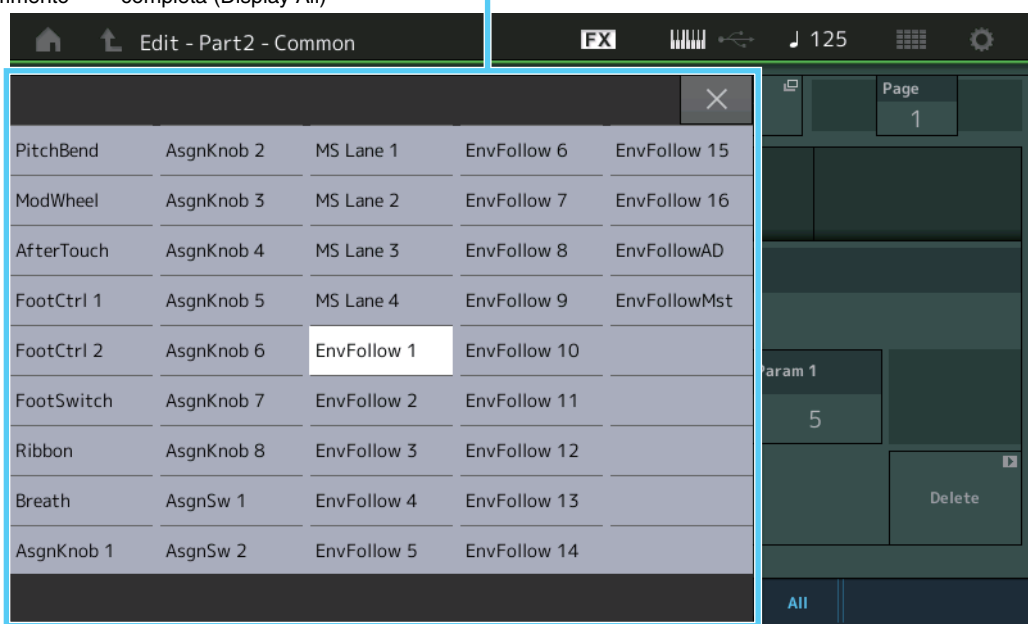 completa (Display All)
Edit - Part2 - Common FX ♩ 125
Page
1
PitchBend AsgnKnob 2 MS Lane 1 EnvFollow 6 EnvFollow 15
ModWheel AsgnKnob 3 MS Lane 2 EnvFollow 7 EnvFollow 16
AfterTouch AsgnKnob 4 MS Lane 3 EnvFollow 8 EnvFollowAD
FootCtrl 1 AsgnKnob 5 MS Lane 4 EnvFollow 9 EnvFollowMst
FootCtrl 2 AsgnKnob 6 EnvFollow 1 EnvFollow 10
Param 1
FootSwitch AsgnKnob 7 EnvFollow 2 EnvFollow 11
5
Ribbon AsgnKnob 8 EnvFollow 3 EnvFollow 12
Breath AsgnSw 1 EnvFollow 4 EnvFollow 13
Delete
AsgnKnob 1 AsgnSw 2 EnvFollow 5 EnvFollow 14
All